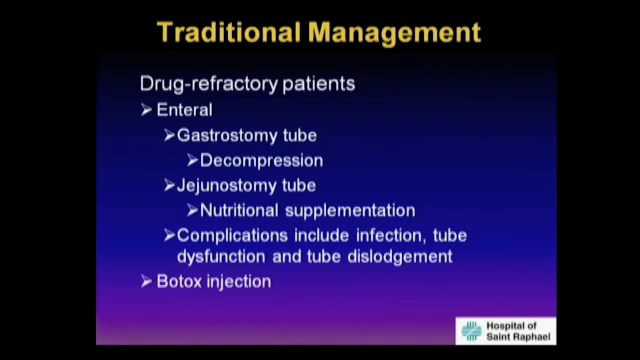 Traditional Management
Drug-refractory patients
➢ Enteral
➢Gastrostomy tube
➢Decompression
➢Jejunostomy tube
➢Nutritional supplementation
➢Complications include infection, tube
dysfunction and tube dislodgement
➢ Botox injection
Hospital of
Saint Raphael